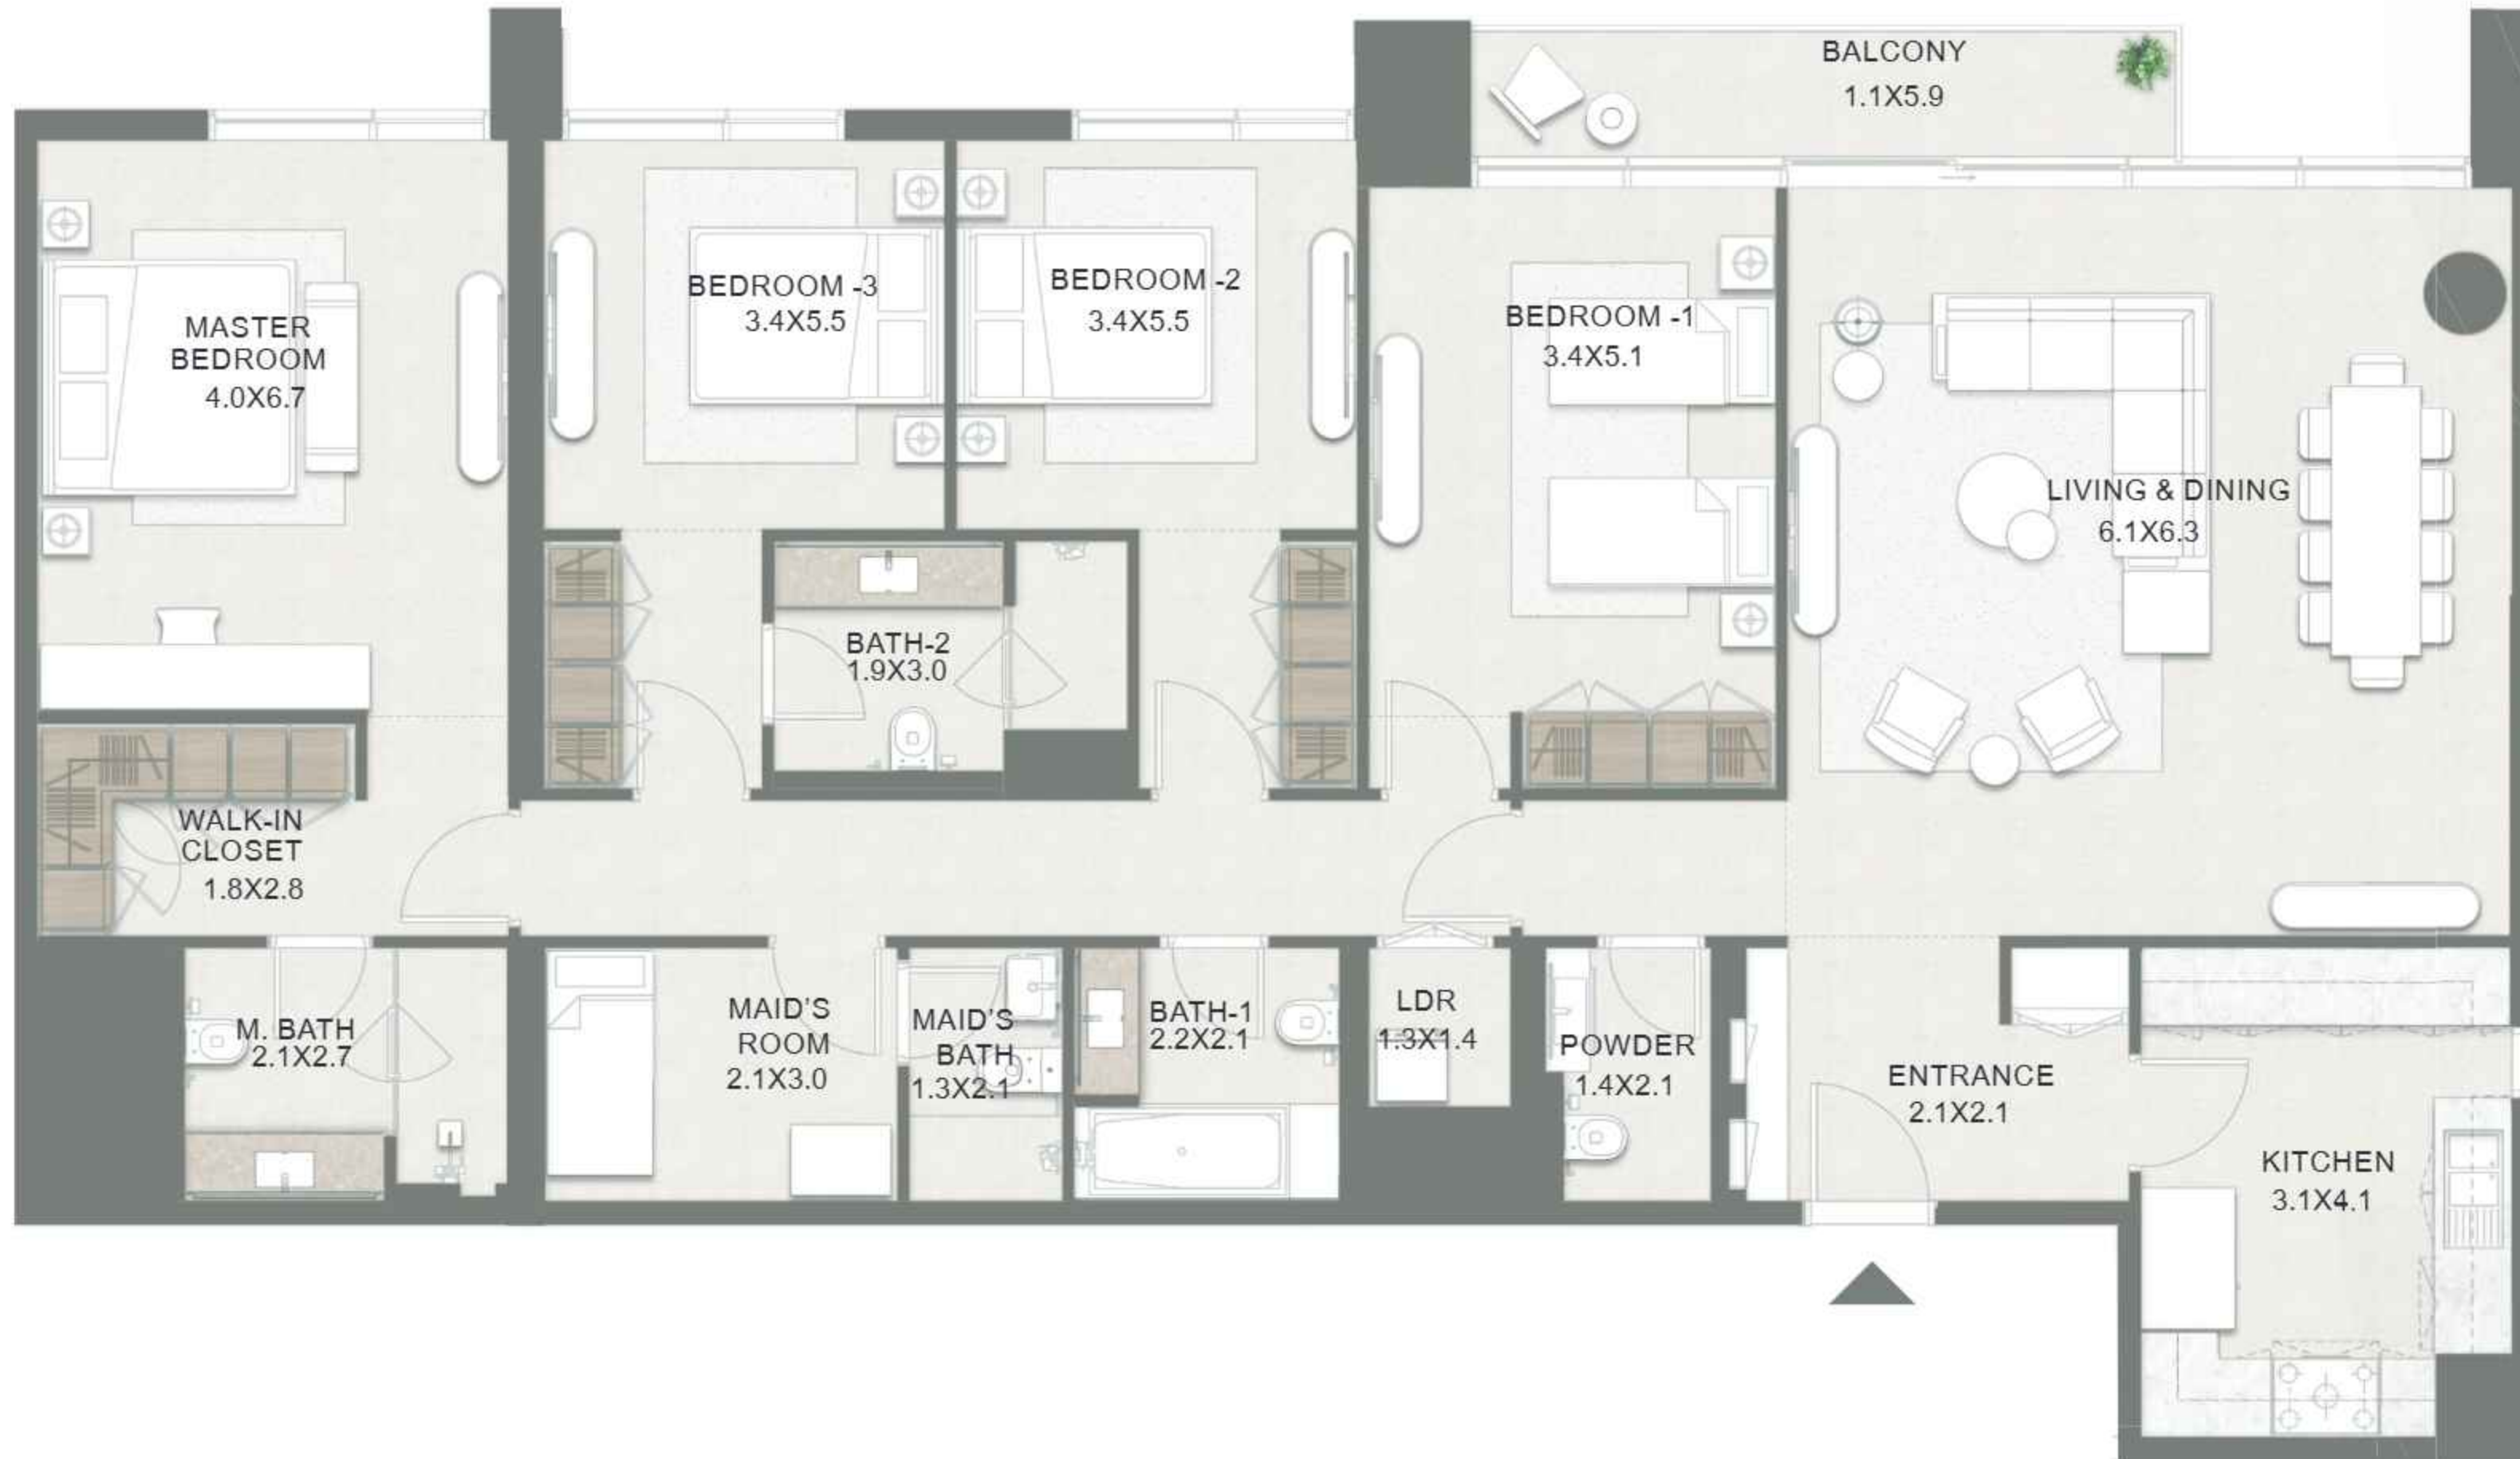 BALCONY
1.1X5.9
MASTER
BEDROOM
4.0X6.7
BEDROOM -3
3.4X5.5
BEDROOM -2
3.4X5.5
BEDROOM -1
3.4X5.1
LIVING & DINING
6.1X6.3
BATH-2
1.9X3.0
WALK-IN
CLOSET
1.8X2.8
M. BATH
2.1X2.7
MAID'S
ROOM
2.1X3.0
MAID'S
BATH
1.3X2.1
BATH-1
2.2X2.1
LDR
1.3X1.4
POWDER
1.4X2.1
ENTRANCE
2.1X2.1
KITCHEN
3.1X4.1